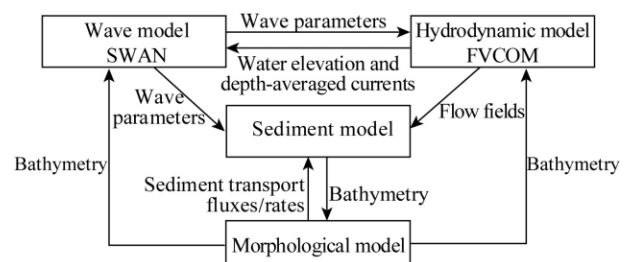 Wave model
SWAN
Wave parameters
Hydrodynamic model
FVCOM
Water elevation and
depth-averaged currents
Wave
parameters
Sediment model
Flow fields
Bathymetry
Sediment transport
fluxes/rates
Bathymetry
Bathymetry
Morphological model